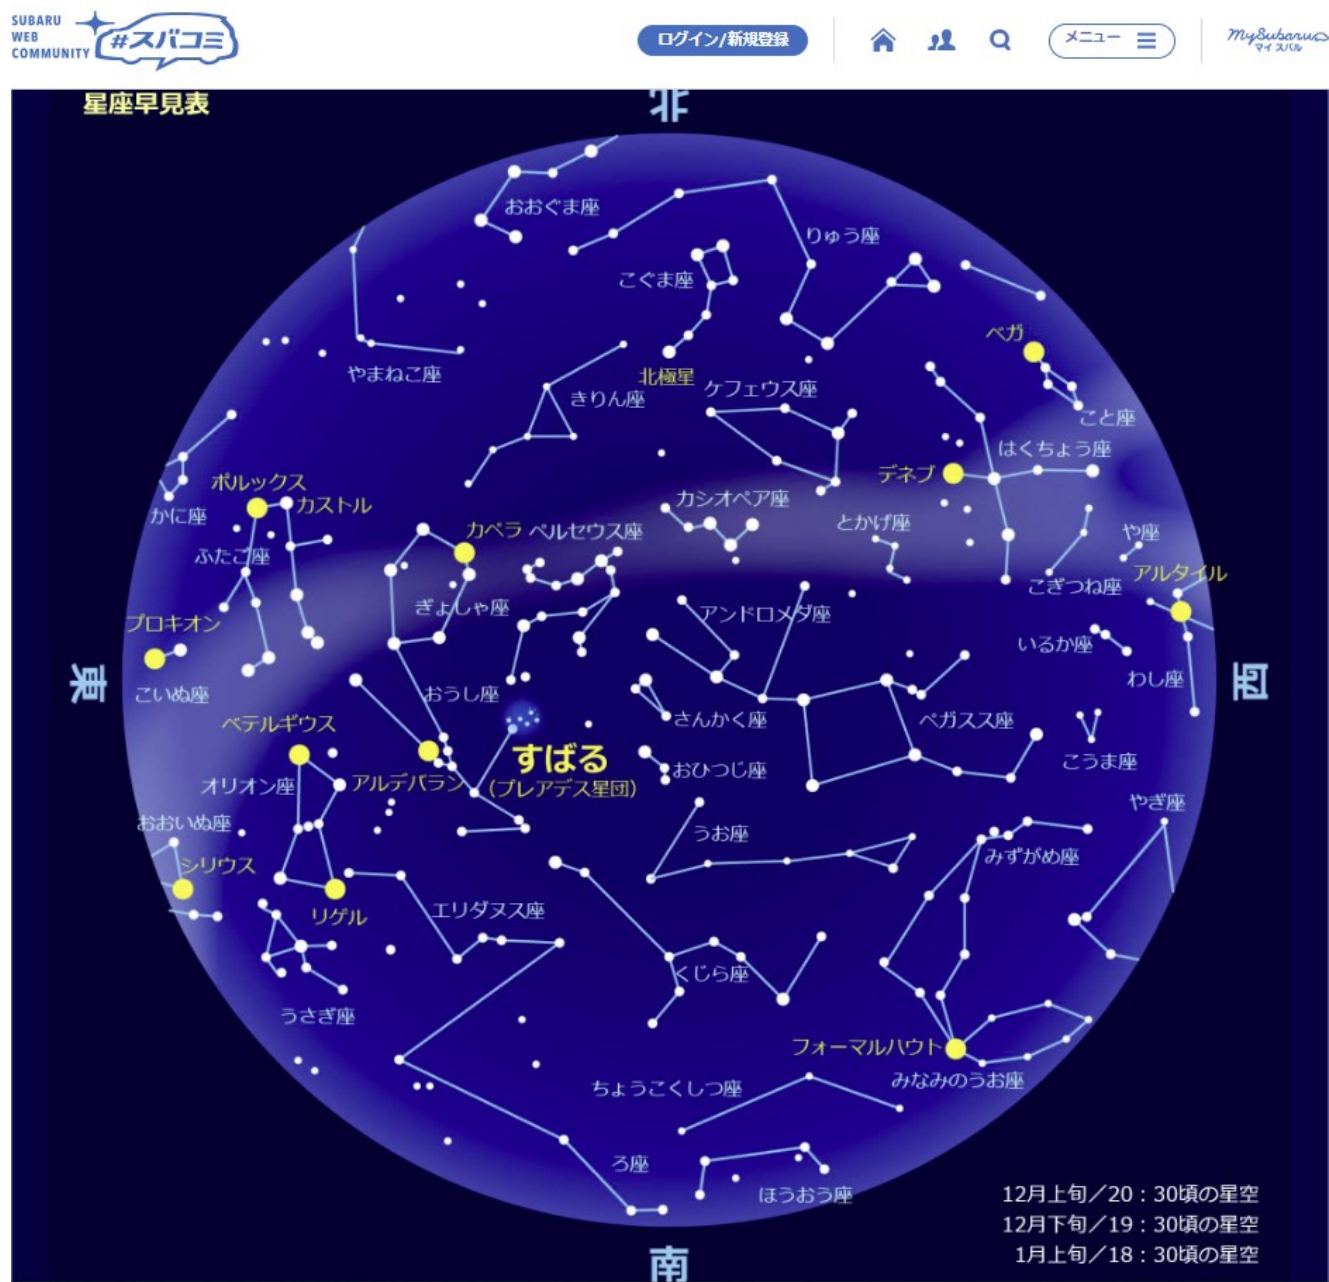 SUBARU
WEB
COMMUNITY
#スバコミ
ログイン/新規登録
メニュー
MySubaru
マイ スバル
星座早見表
北
おおぐま座
りゅう座
こぐま座
ベガ
やまねこ座
北極星
ケフェウス座
きりん座
こと座
はくちょう座
デネブ
ポルックス
カストル
カシオペア座
かに座
とかげ座
カペラ
ペルセウス座
や座
ふたご座
アルタイル
こぎつね座
ぎょしゃ座
アンドロメダ座
プロキオン
いるか座
東
西
こいぬ座
おうし座
わし座
さんかく座
ペガスス座
ベテルギウス
すばる
(プレアデス星団)
こうま座
オリオン座
アルデバラン
おひつじ座
やぎ座
おおいぬ座
うお座
みずがめ座
シリウス
リゲル
エリダヌス座
くじら座
うさぎ座
フォーマルハウト
みなみのうお座
ちょうこくしつ座
ろ座
ほうおう座
12月上旬／20：30頃の星空
12月下旬／19：30頃の星空
1月上旬／18：30頃の星空
南